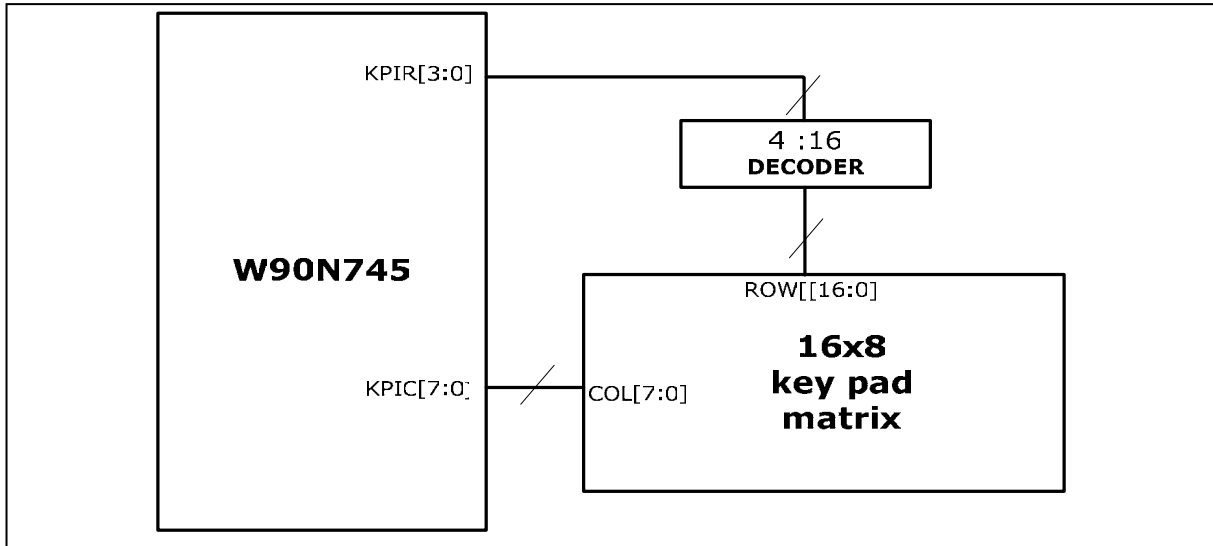 KPIR[3:0]
4 :16
DECODER
W90N745
ROW[[16:0]
16x8
key pad
matrix
KPIC[7:0]
COL[7:0]